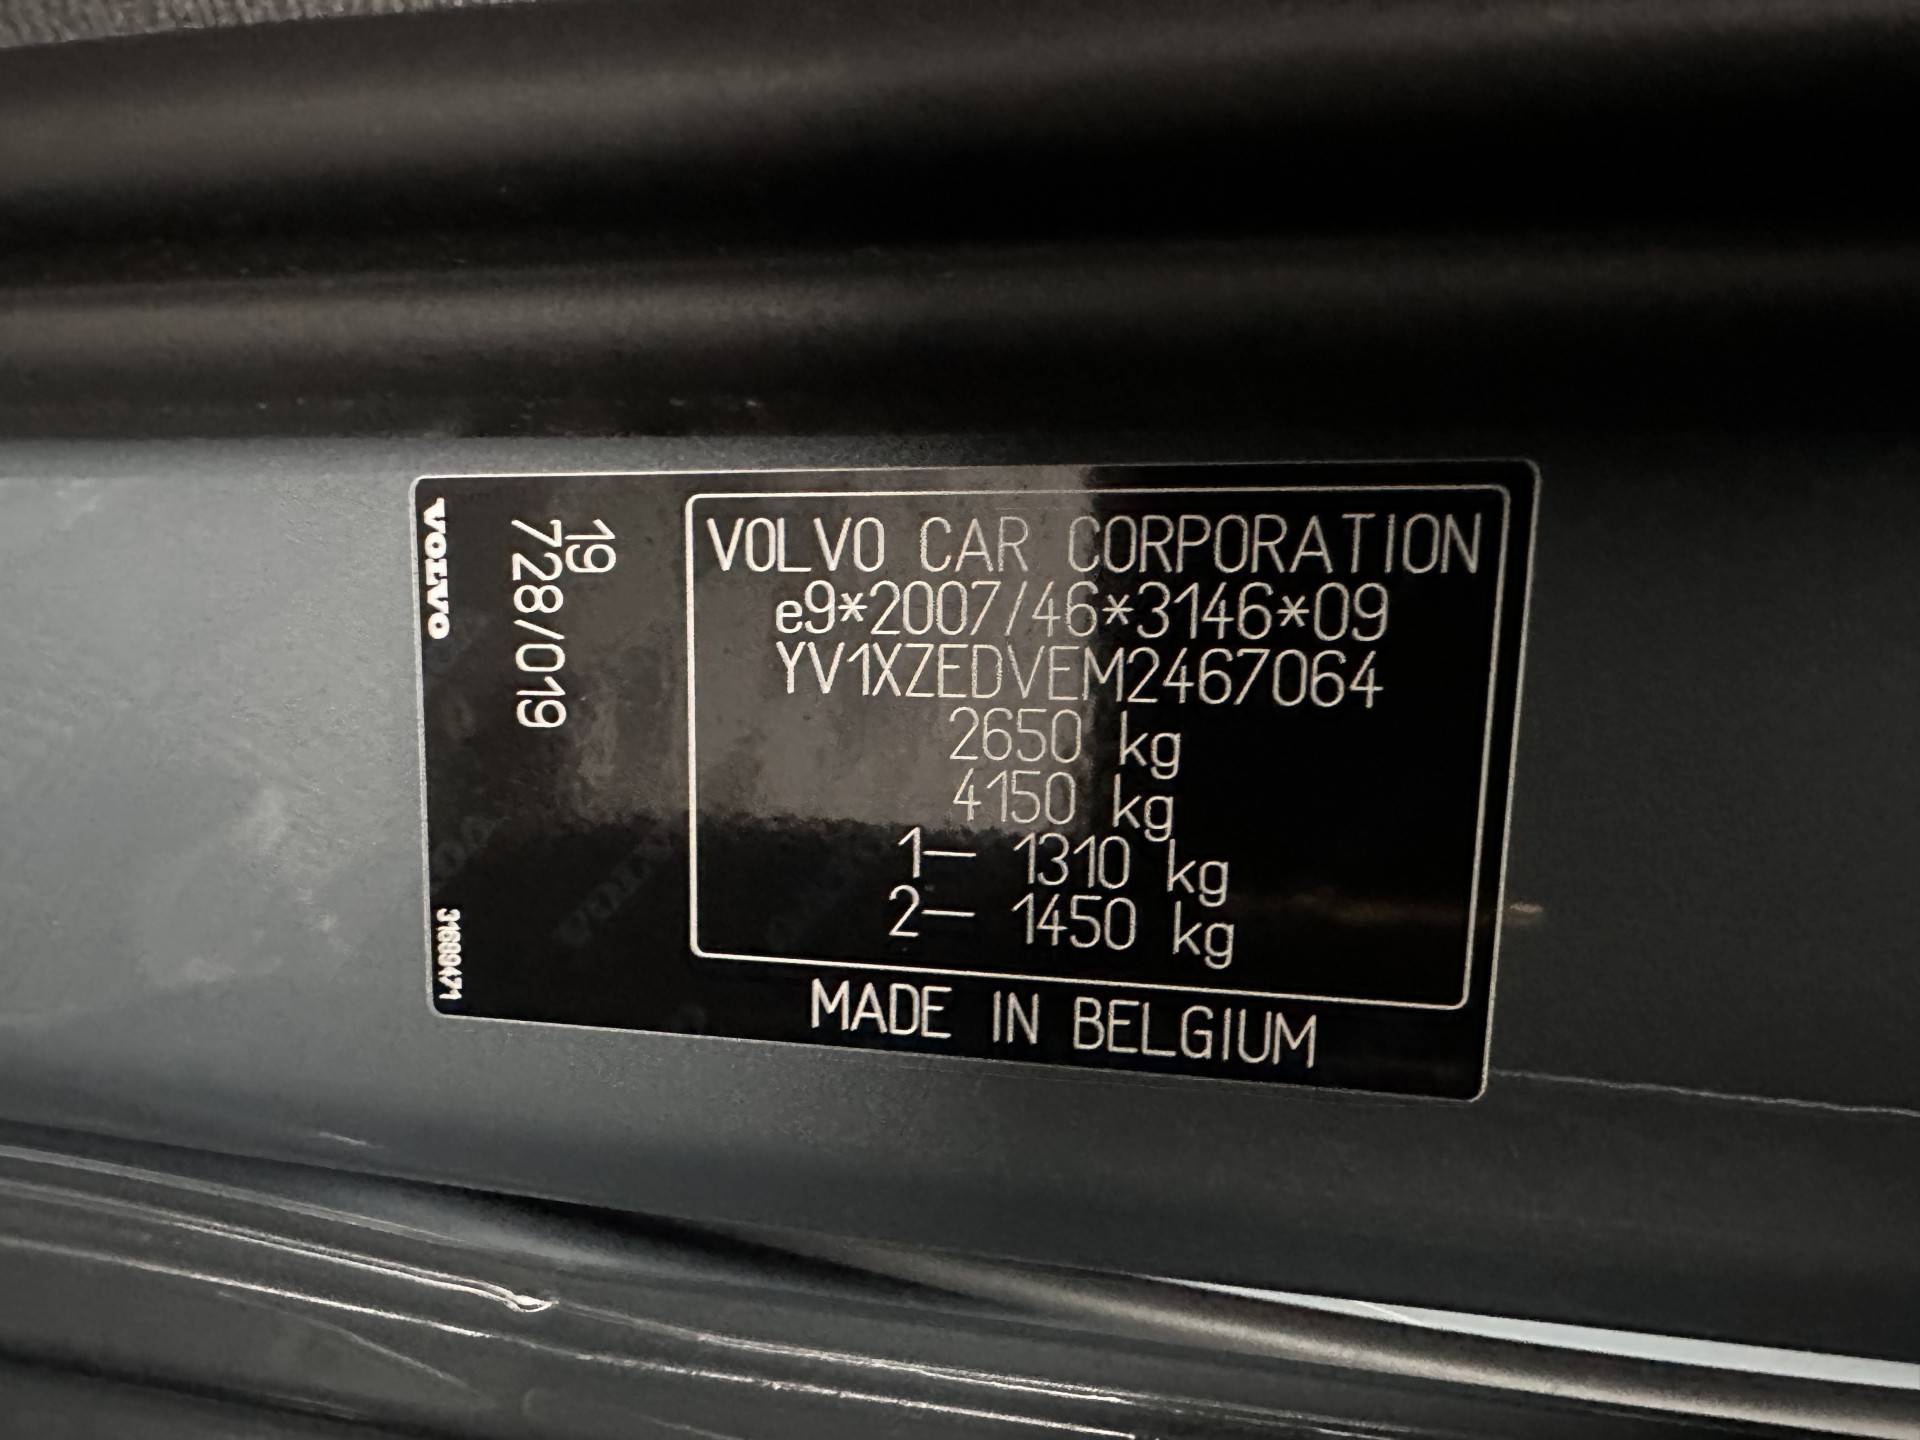 VOLVO
19
728/019
31689471
VOLVO CAR CORPORATION
e9*2007/46*3146*09
YV1XZEDVEM2467064
2650 kg
4150 kg
1– 1310 kg
2– 1450 kg
MADE IN BELGIUM